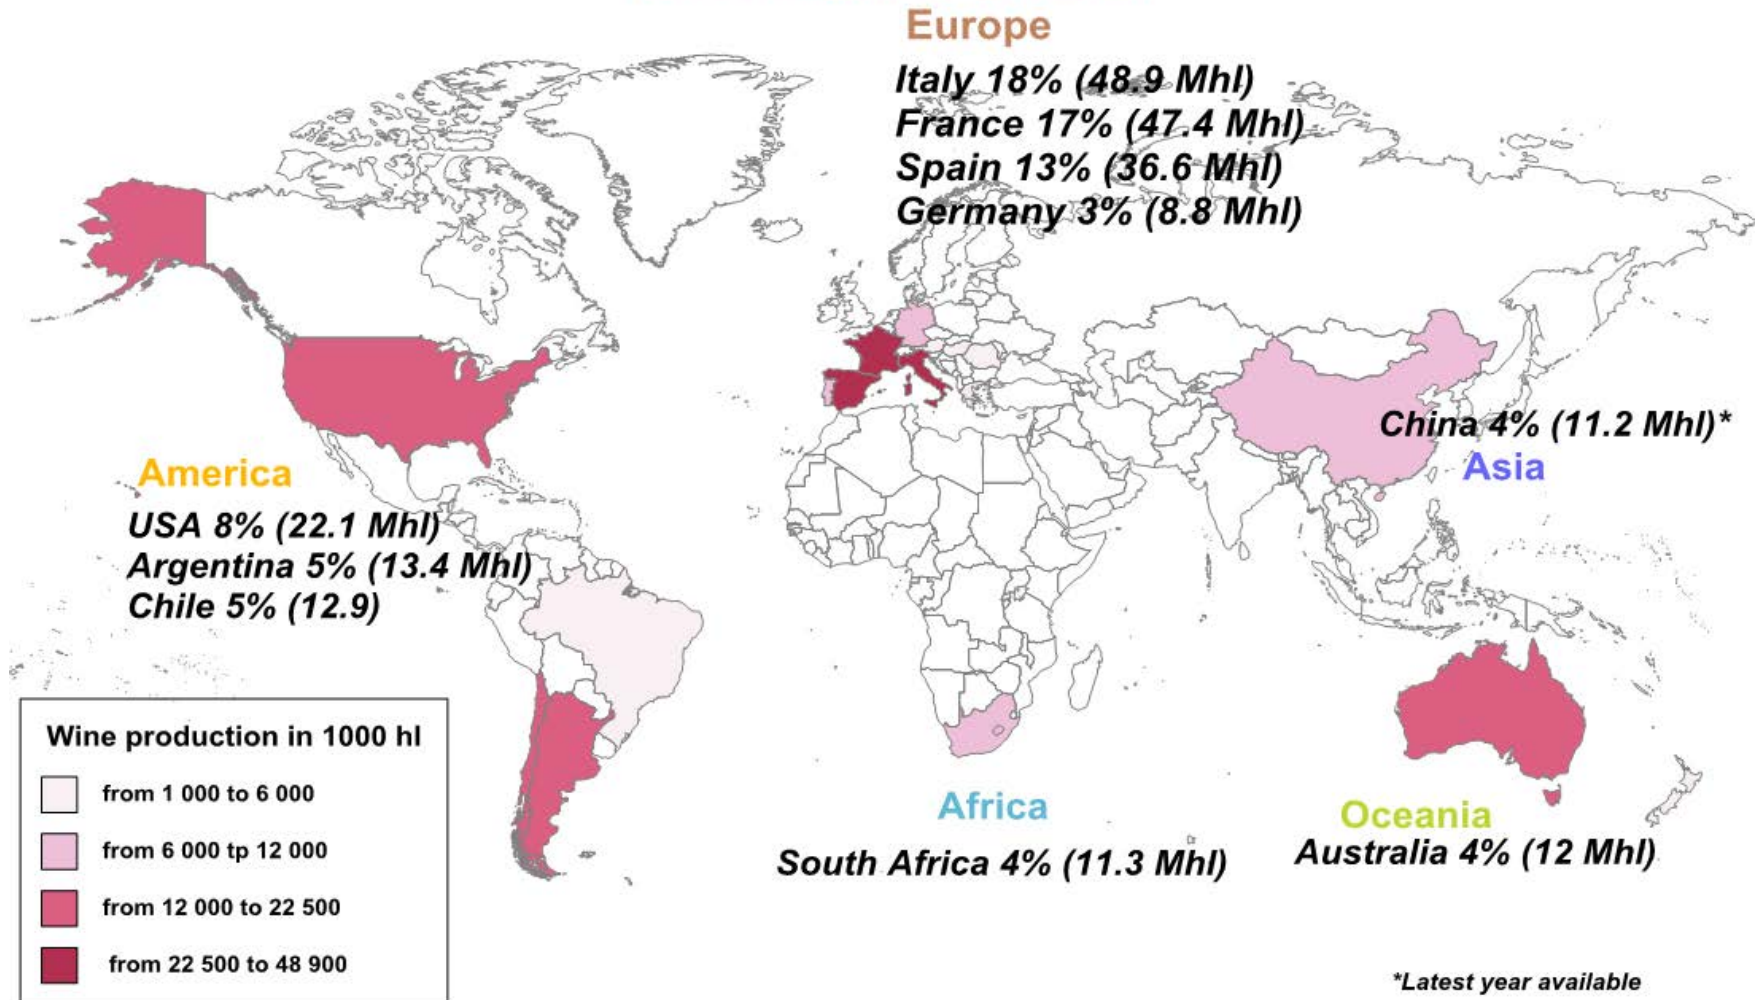 Europe
Italy 18% (48.9 Mhl)
France 17% (47.4 Mhl)
Spain 13% (36.6 Mhl)
Germany 3% (8.8 Mhl)
China 4% (11.2 Mhl)*
Asia
America
USA 8% (22.1 Mhl)
Argentina 5% (13.4 Mhl)
Chile 5% (12.9)
Wine production in 1000 hl
from 1 000 to 6 000
from 6 000 tp 12 000
from 12 000 to 22 500
from 22 500 to 48 900
Africa
South Africa 4% (11.3 Mhl)
Oceania
Australia 4% (12 Mhl)
*Latest year available